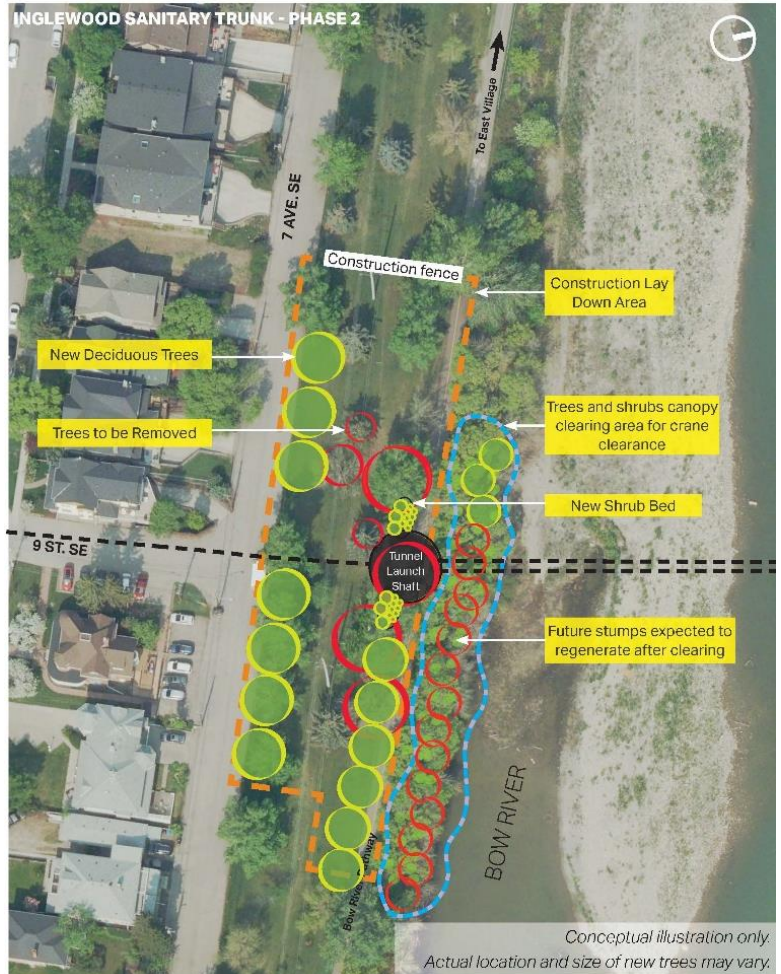 INGLEWOOD SANITARY TRUNK - PHASE 2
To East Village
7 AVE. SE
Construction fence
Construction Lay
Down Area
New Deciduous Trees
Trees and shrubs canopy
clearing area for crane
clearance
Trees to be Removed
New Shrub Bed
9 ST. SE
Tunnel
Launch
Shaft
Future stumps expected to
regenerate after clearing
BOW RIVER
Bow River Pathway
Conceptual illustration only.
Actual location and size of new trees may vary.